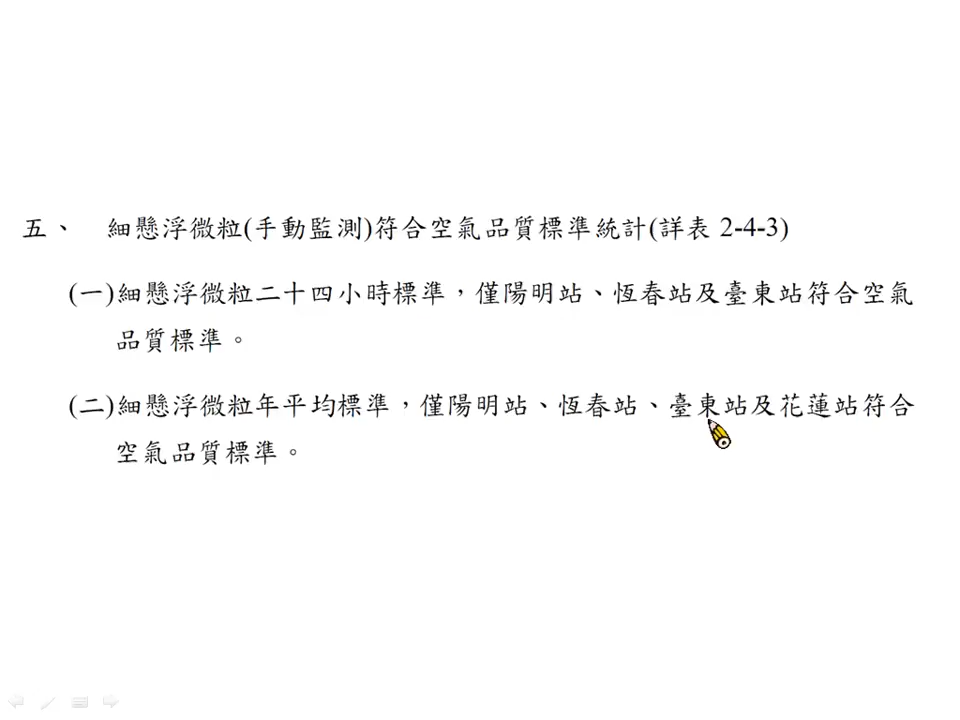 五、 細懸浮微粒(手動監測)符合空氣品質標準統計(詳表 2-4-3)
(一)細懸浮微粒二十四小時標準，僅陽明站、恆春站及臺東站符合空氣
品質標準。
(二)細懸浮微粒年平均標準，僅陽明站、恆春站、臺東站及花蓮站符合
空氣品質標準。